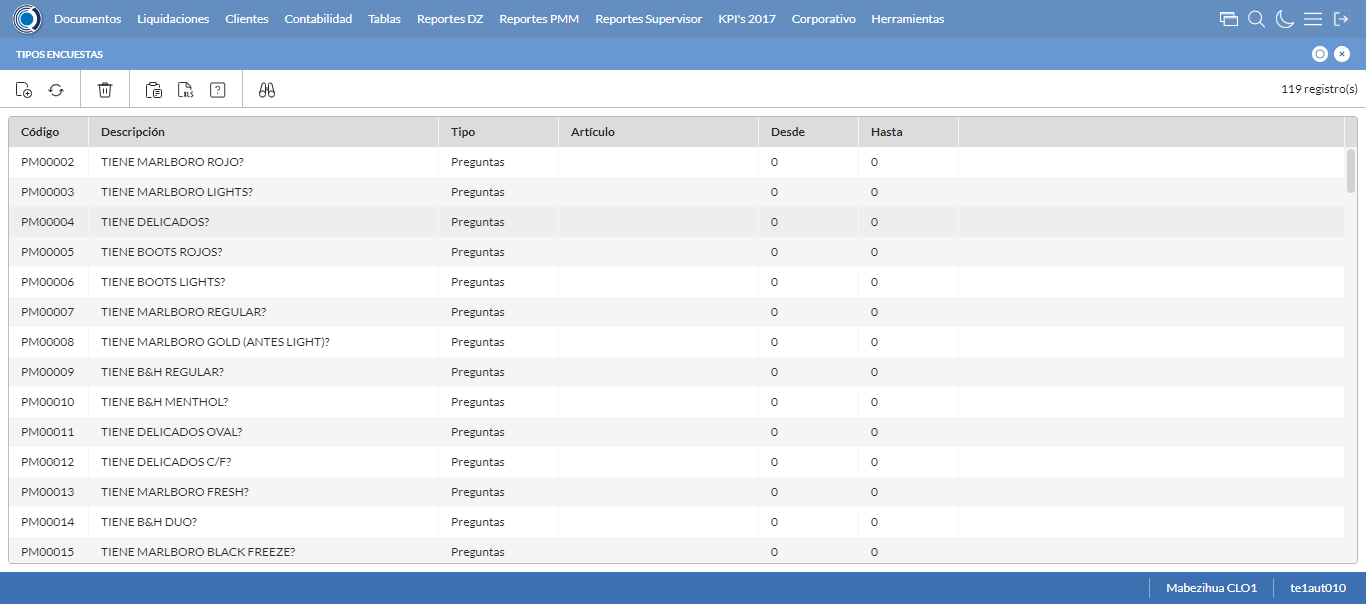 Documentos Liquidaciones Clientes Contabilidad Tablas Reportes DZ Reportes PMM Reportes Supervisor KPI's 2017 Corporativo Herramientas
TIPOS ENCUESTAS
XLS ? 119 registro(s)
Código Descripción Tipo Artículo Desde Hasta
PM00002 TIENE MARLBORO ROJO? Preguntas 0 0
PM00003 TIENE MARLBORO LIGHTS? Preguntas 0 0
PM00004 TIENE DELICADOS? Preguntas 0 0
PM00005 TIENE BOOTS ROJOS? Preguntas 0 0
PM00006 TIENE BOOTS LIGHTS? Preguntas 0 0
PM00007 TIENE MARLBORO REGULAR? Preguntas 0 0
PM00008 TIENE MARLBORO GOLD (ANTES LIGHT)? Preguntas 0 0
PM00009 TIENE B&H REGULAR? Preguntas 0 0
PM00010 TIENE B&H MENTHOL? Preguntas 0 0
PM00011 TIENE DELICADOS OVAL? Preguntas 0 0
PM00012 TIENE DELICADOS C/F? Preguntas 0 0
PM00013 TIENE MARLBORO FRESH? Preguntas 0 0
PM00014 TIENE B&H DUO? Preguntas 0 0
PM00015 TIENE MARLBORO BLACK FREEZE? Preguntas 0 0
Mabezihua CLO1 te1aut010